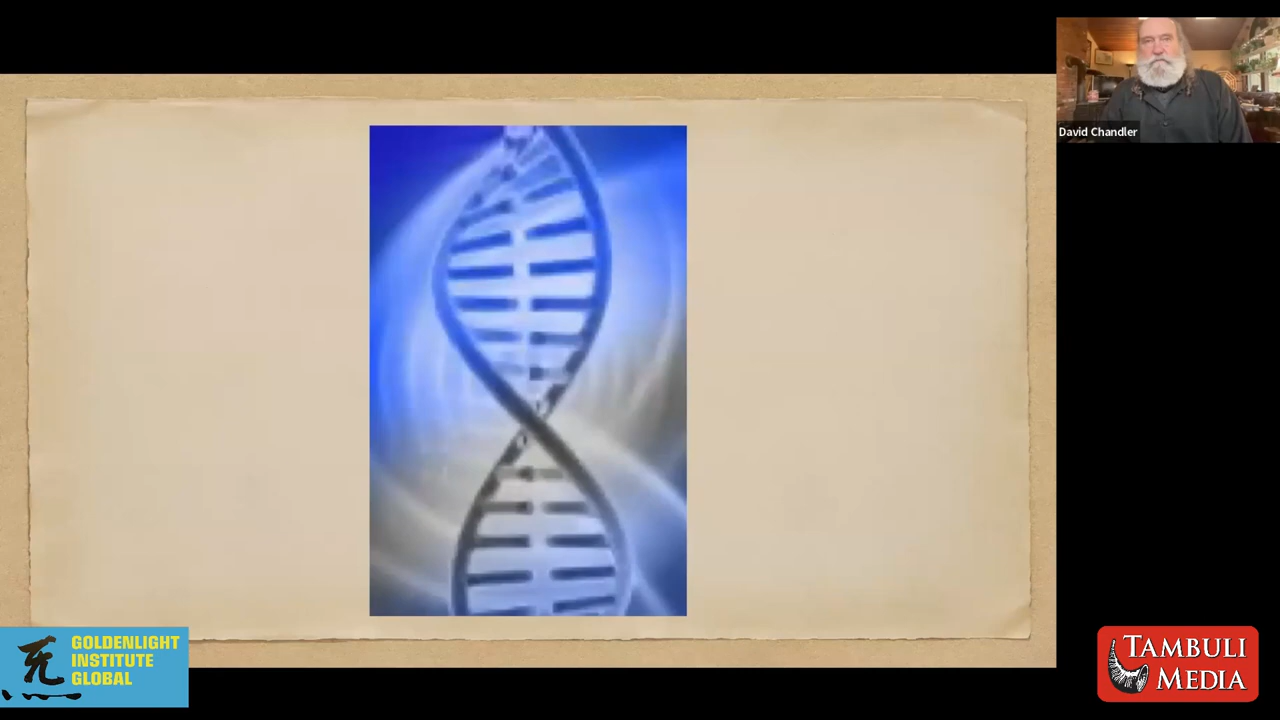 David Chandler
GOLDENLIGHT
INSTITUTE
GLOBAL
TAMBULI
MEDIA